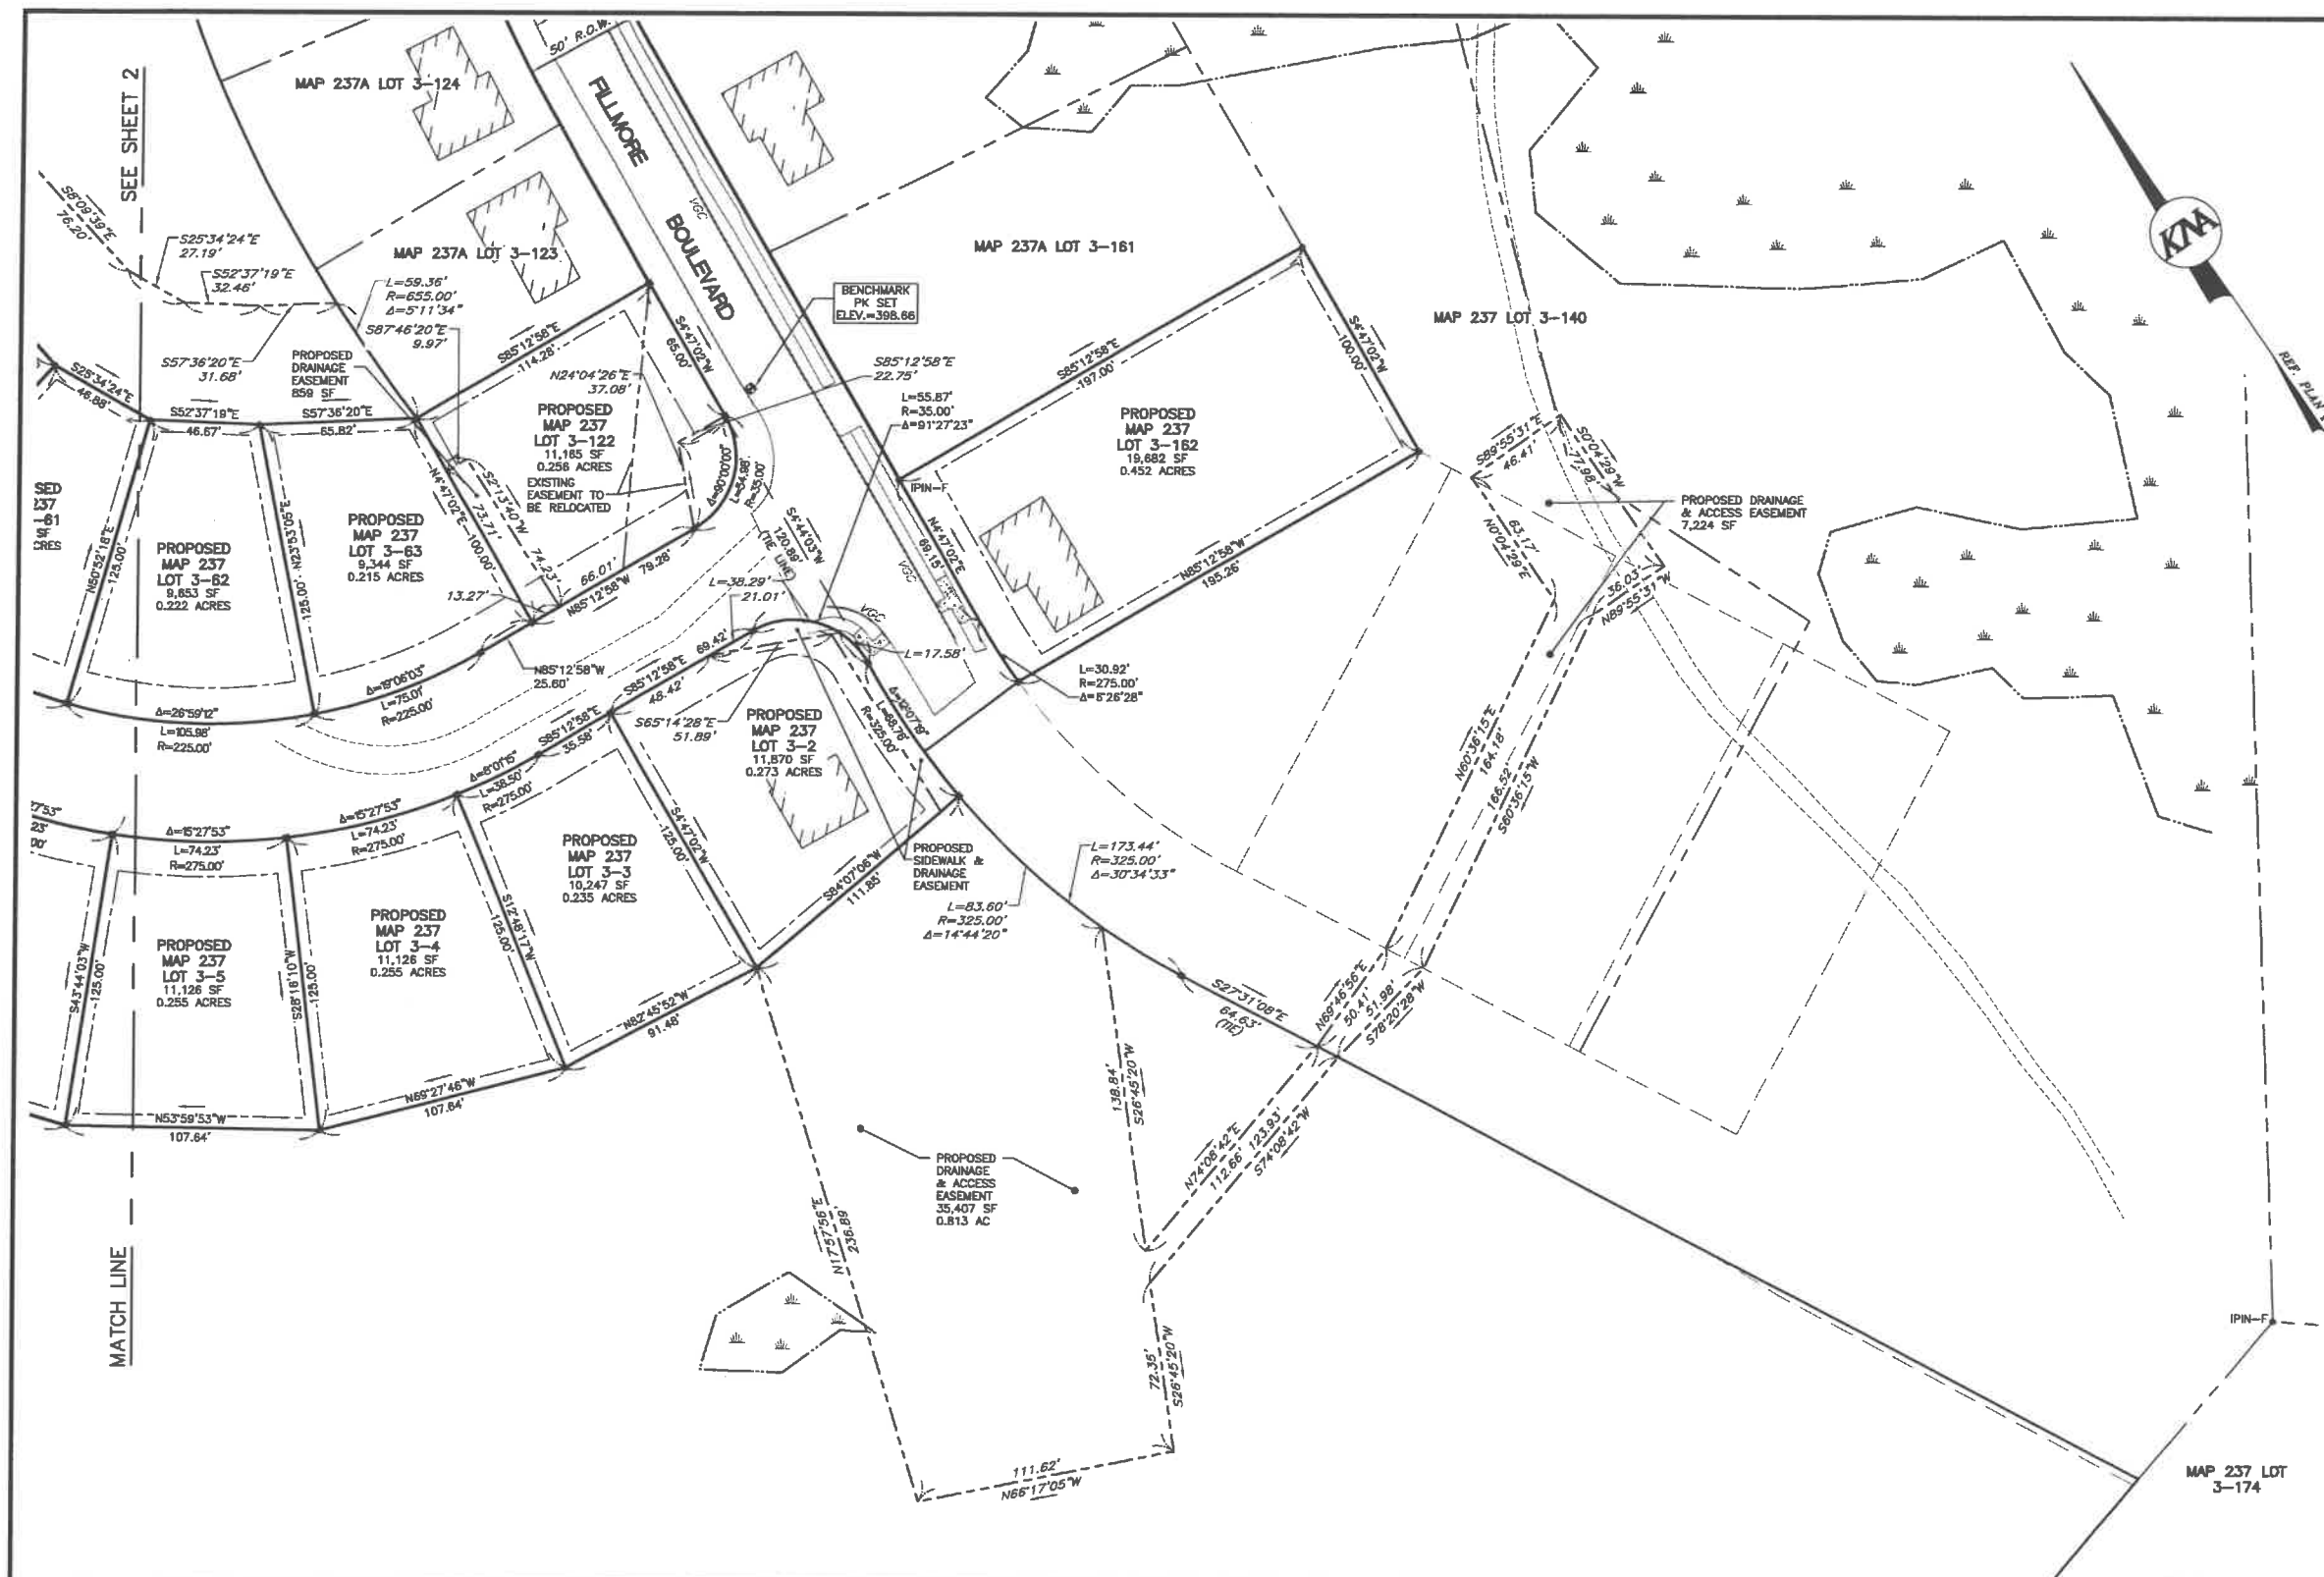 50' R.O.W.
MAP 237A LOT 3-124
SEE SHEET 2
FILLMORE
BOULEVARD
VGC
KNA
REF. PLAN
S6°09'39"E
76.20'
S25°34'24"E
27.19'
S52°37'19"E
32.46'
MAP 237A LOT 3-123
MAP 237A LOT 3-161
L=59.36'
R=655.00'
Δ=5°11'34"
S87°46'20"E
9.97'
BENCHMARK
PK SET
ELEV.=398.66
MAP 237 LOT 3-140
S57°36'20"E
31.68'
PROPOSED
DRAINAGE
EASEMENT
859 SF
S85°12'58"E
114.28'
S4°47'02"W
65.00'
N24°04'26"E
37.08'
S85°12'58"E
22.75'
L=55.87'
R=35.00'
Δ=91°27'23"
S85°12'58"E
197.00'
S4°47'02"W
100.00'
S25°34'24"E
46.88'
S52°37'19"E
46.67'
S57°36'20"E
65.82'
PROPOSED
MAP 237
LOT 3-122
11,165 SF
0.256 ACRES
EXISTING
EASEMENT TO
BE RELOCATED
Δ=90°00'00"
L=54.98'
R=35.00'
PROPOSED
MAP 237
LOT 3-162
19,682 SF
0.452 ACRES
IPIN-F
S89°55'31"E
46.41'
S0°04'29"W
77.98'
PROPOSED DRAINAGE
& ACCESS EASEMENT
7,224 SF
63.17'
N0°04'29"E
36.03'
N89°55'31"W
SED
237
-61
SF
CRES
N50°52'18"E
125.00'
PROPOSED
MAP 237
LOT 3-62
9,653 SF
0.222 ACRES
125.00'
N23°53'05"E
PROPOSED
MAP 237
LOT 3-63
9,344 SF
0.215 ACRES
N4°47'02"E
73.71'
100.00'
S2°13'40"W
74.23'
13.27'
66.01'
N85°12'58"W
79.28'
S4°44'03"W
120.89'
(TIE LINE)
L=38.29'
21.01'
VGC
N4°47'02"E
69.15'
VGC
N85°12'58"W
195.26'
L=17.58'
L=30.92'
R=275.00'
Δ=6°26'28"
N85°12'58"W
25.60'
S85°12'58"E
69.42'
48.42'
Δ=19°06'03"
L=75.01'
R=225.00'
Δ=26°59'12"
L=105.98'
R=225.00'
S65°14'28"E
51.89'
PROPOSED
MAP 237
LOT 3-2
11,870 SF
0.273 ACRES
Δ=12°07'19"
L=68.76'
R=325.00'
S85°12'58"E
35.58'
Δ=8°01'15"
L=38.50'
R=275.00'
N60°36'15"E
164.18'
166.52'
S60°36'15"W
Δ=15°27'53"
L=74.23'
R=275.00'
Δ=15°27'53"
L=74.23'
R=275.00'
7'53"
23'
00'
S4°47'02"W
125.00'
PROPOSED
MAP 237
LOT 3-3
10,247 SF
0.235 ACRES
S84°07'06"W
111.85'
PROPOSED
SIDEWALK &
DRAINAGE
EASEMENT
L=173.44'
R=325.00'
Δ=30°34'33"
L=83.60'
R=325.00'
Δ=14°44'20"
PROPOSED
MAP 237
LOT 3-4
11,126 SF
0.255 ACRES
S12°48'17"W
125.00'
PROPOSED
MAP 237
LOT 3-5
11,126 SF
0.255 ACRES
S43°44'03"W
125.00'
S28°16'10"W
125.00'
N82°45'52"W
91.48'
N69°27'46"W
107.64'
N53°59'53"W
107.64'
S27°31'08"E
64.63'
(TIE)
N69°46'56"E
50.41'
51.98'
S78°20'28"W
138.84'
S26°45'20"W
N74°08'42"E
112.66'
123.93'
S74°08'42"W
PROPOSED
DRAINAGE
& ACCESS
EASEMENT
35,407 SF
0.813 AC
N17°57'56"E
236.89'
MATCH LINE
72.35'
S26°45'20"W
111.62'
N66°17'05"W
IPIN-F
MAP 237 LOT
3-174